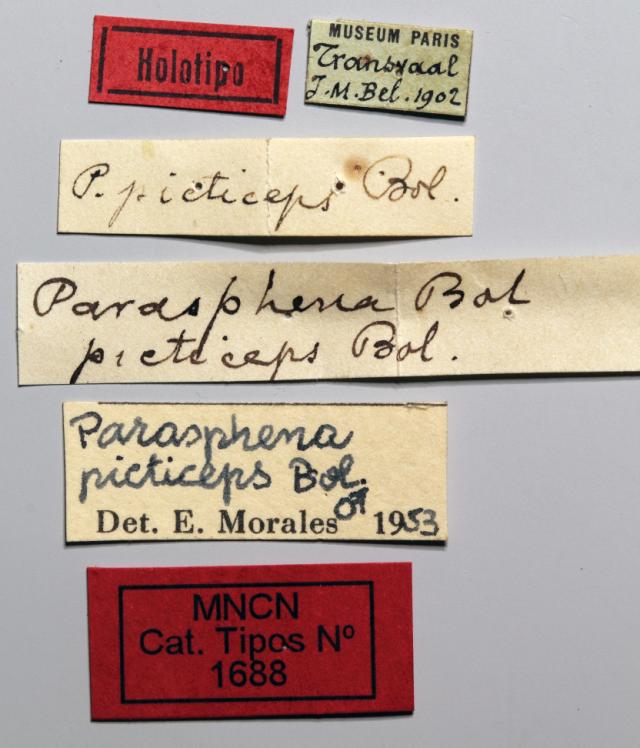 Holotipo
MUSEUM PARIS
Transvaal
J.M.Bel. 1902
P. picticeps Bol.
Parasphena Bol
picticeps Bol.
Parasphena
picticeps Bol.
♂
Det. E. Morales 1953
MNCN
Cat. Tipos Nº
1688